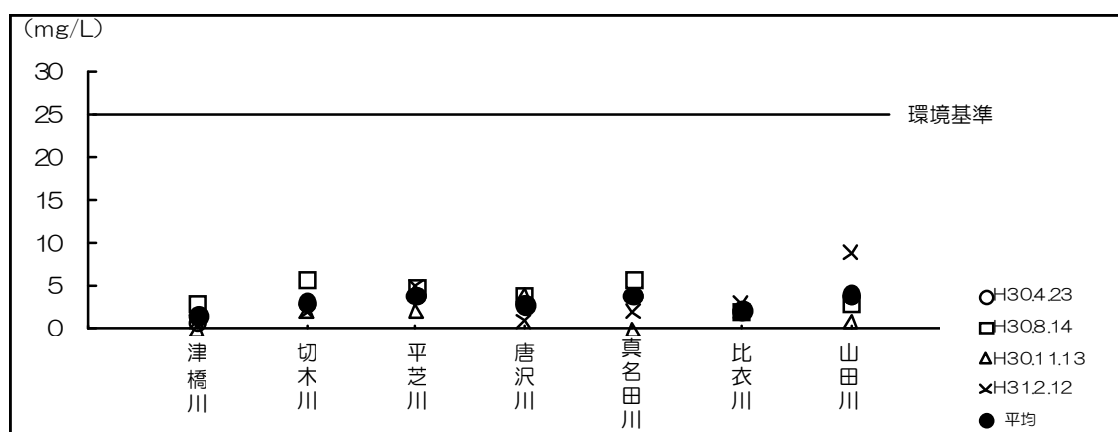 (mg/L)
30
25
環境基準
20
15
10
5
0
津橋川
切木川
平芝川
唐沢川
真名田川
比衣川
山田川
H30.4.23
H30.8.14
H30.11.13
H31.2.12
平均